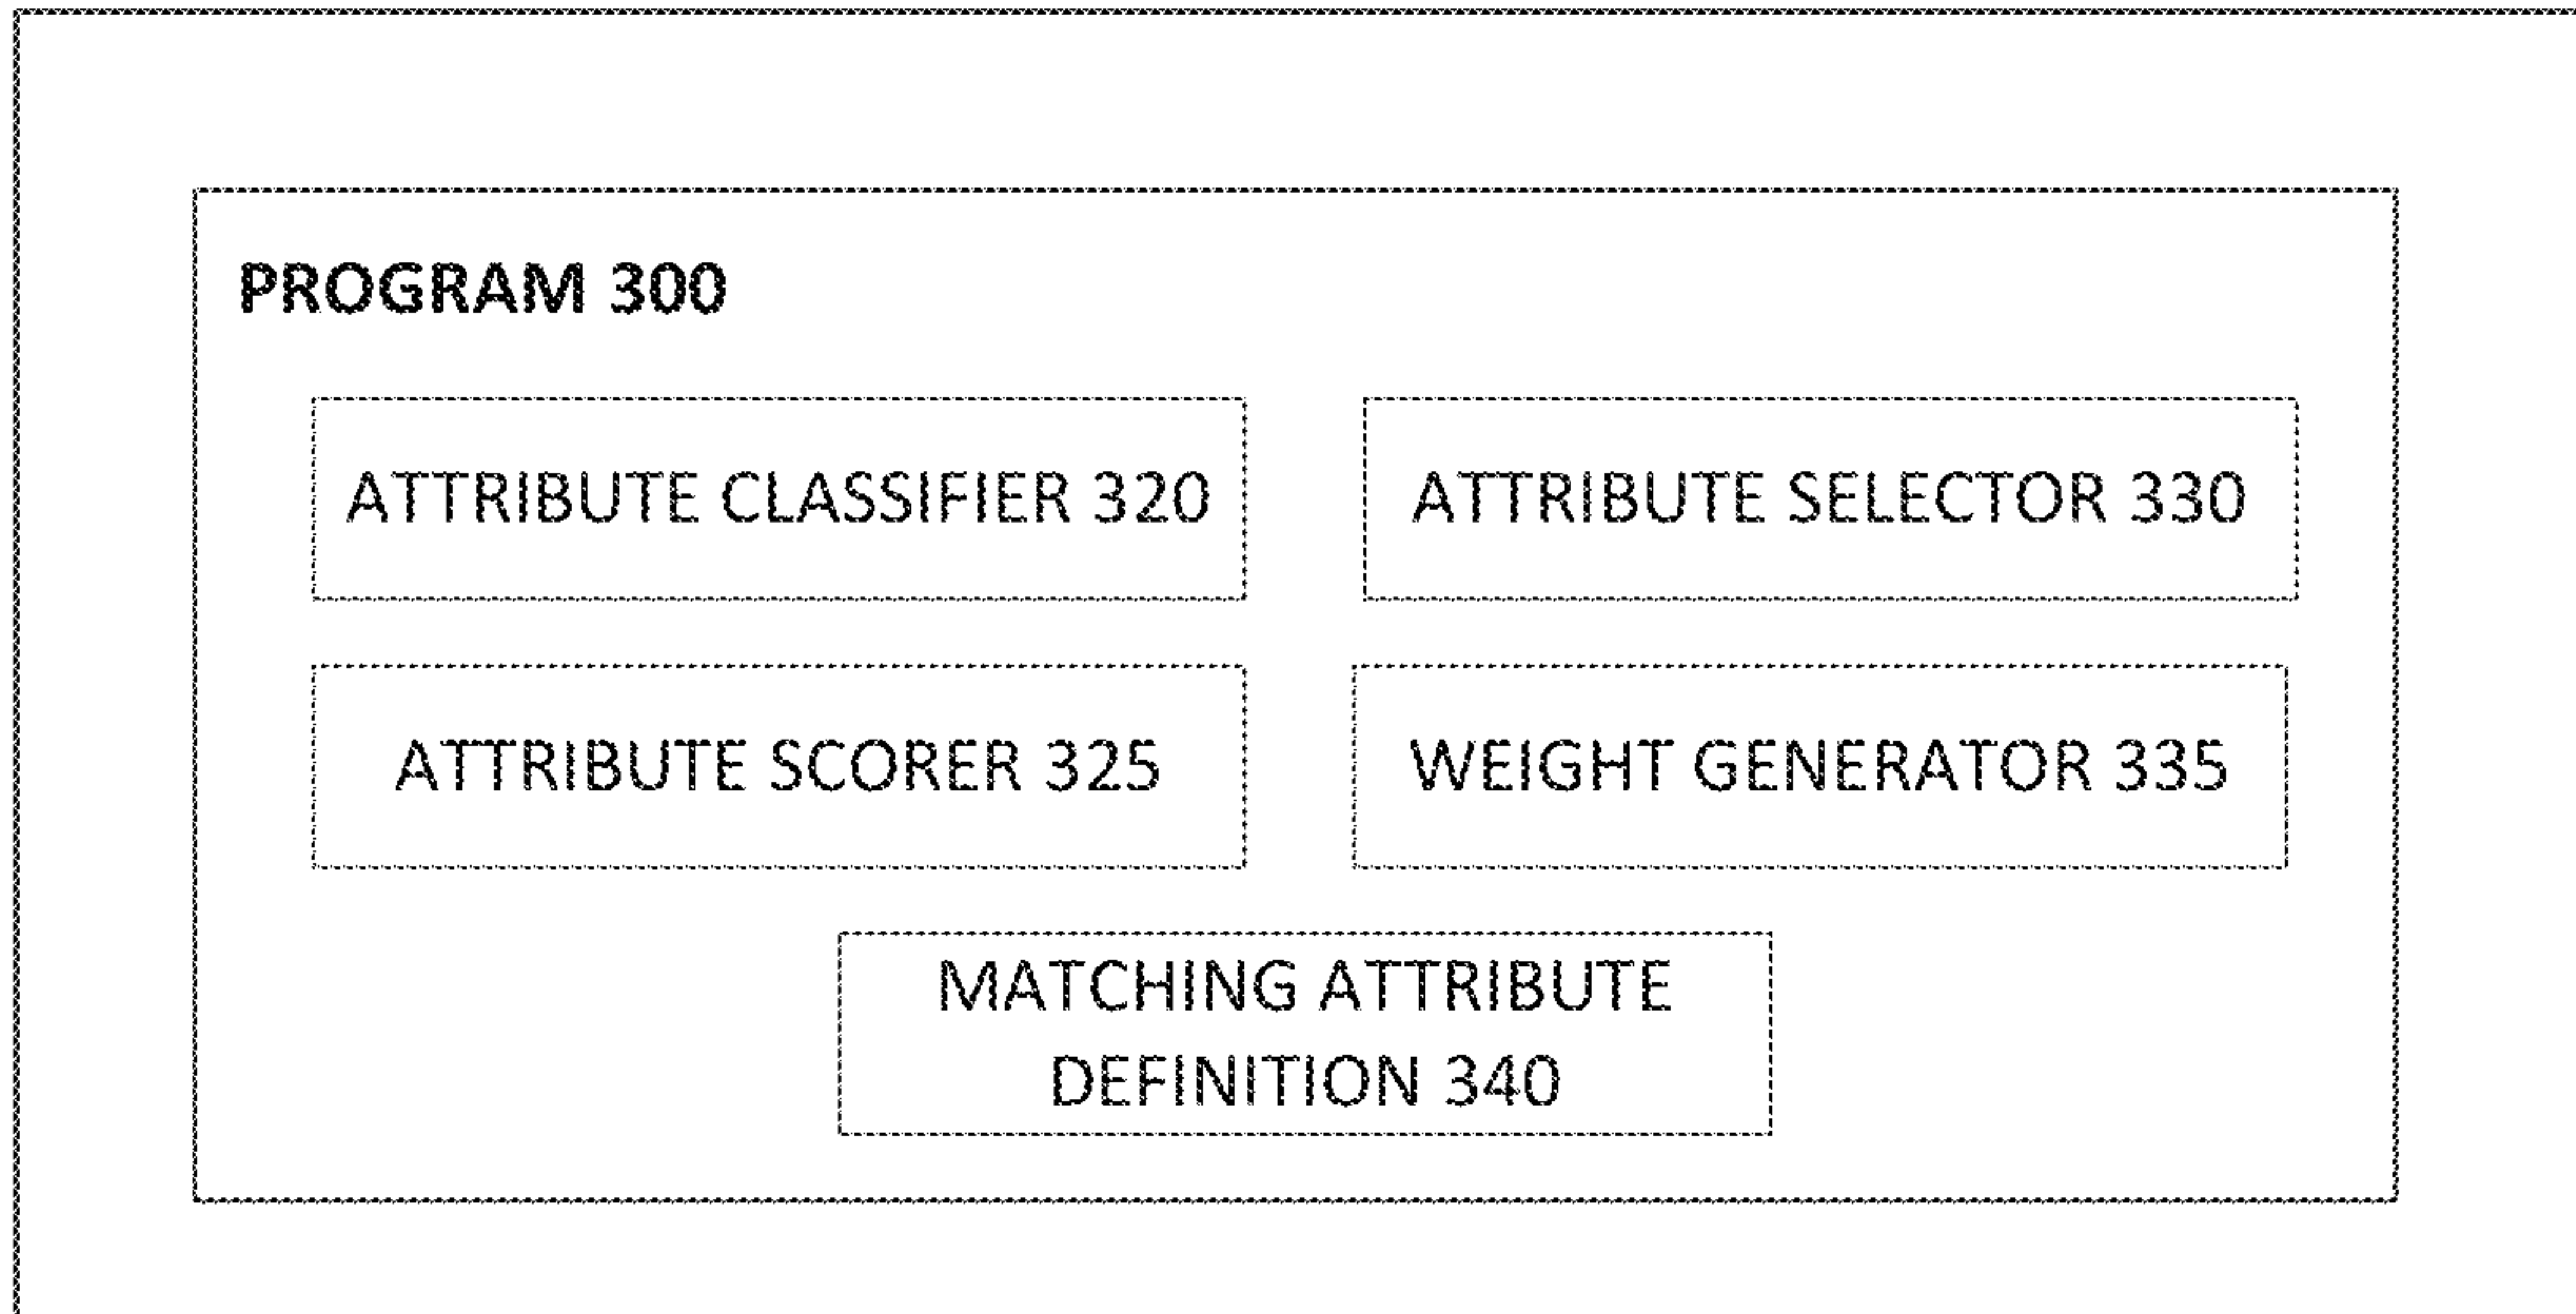 PROGRAM 300
ATTRIBUTE CLASSIFIER 320
ATTRIBUTE SELECTOR 330
ATTRIBUTE SCORER 325
WEIGHT GENERATOR 335
MATCHING ATTRIBUTE
DEFINITION 340